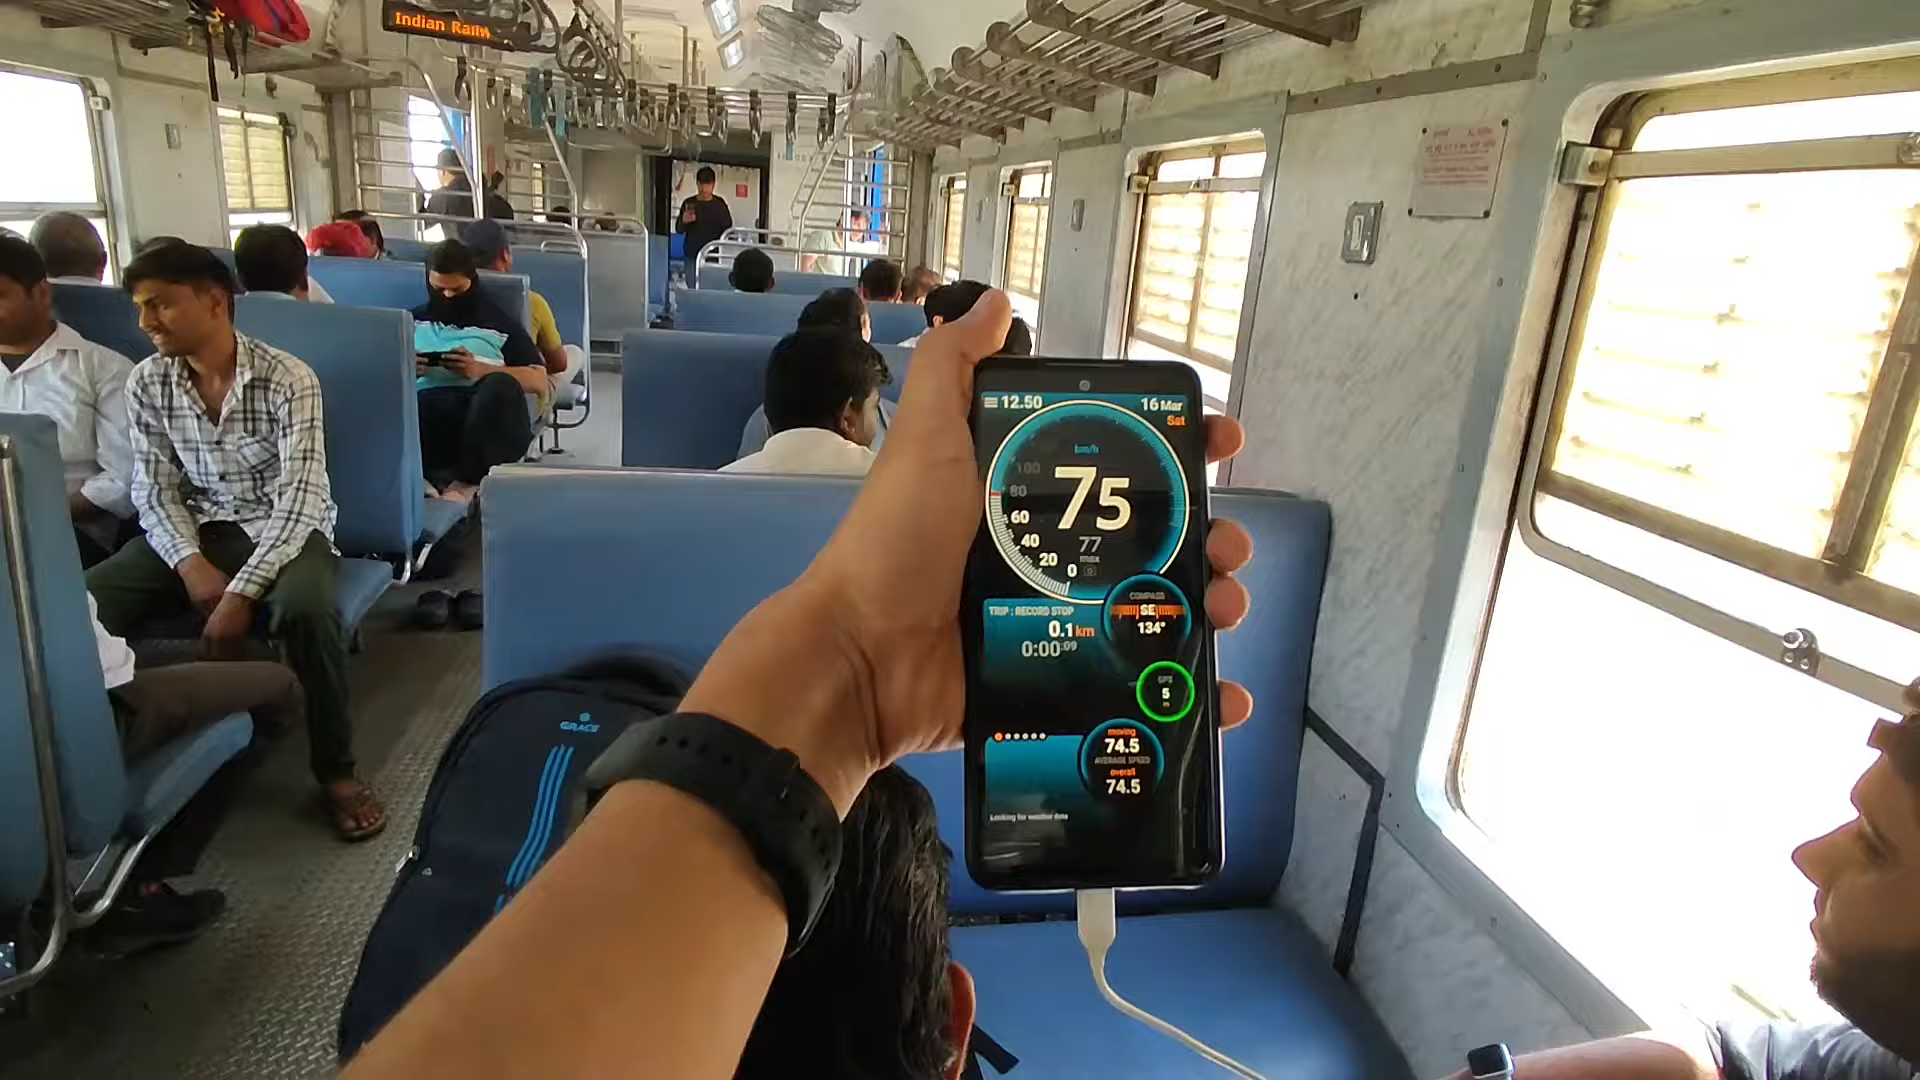 Indian Railw
12.50
16 Mar
Sat
km/h
100
80
60
40
20
0
75
77
max
COMPASS
SE
134°
TRIP : RECORD STOP
0.1 km
0:00:09
GPS
5
m
moving
74.5
AVERAGE SPEED
overall
74.5
Looking for weather data
GRACE